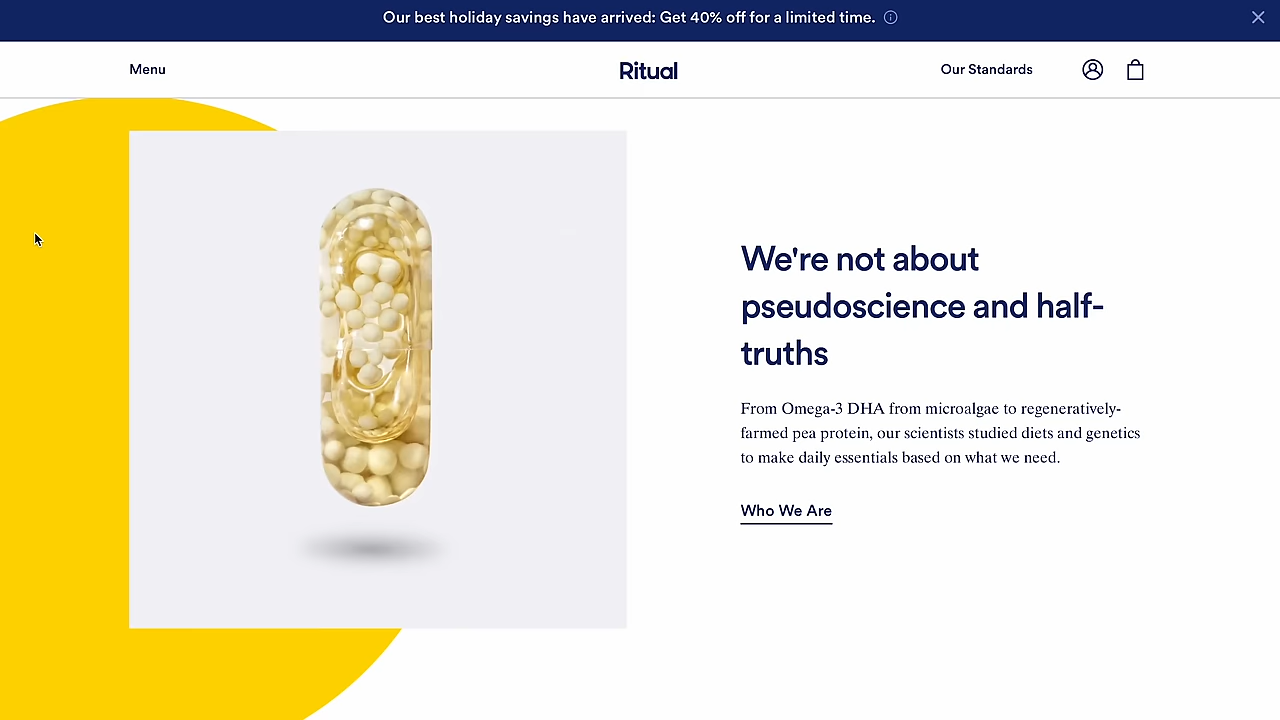 Our best holiday savings have arrived: Get 40% off for a limited time.
Menu
Ritual
Our Standards
We're not about
pseudoscience and half-
truths
From Omega-3 DHA from microalgae to regeneratively-
farmed pea protein, our scientists studied diets and genetics
to make daily essentials based on what we need.
Who We Are